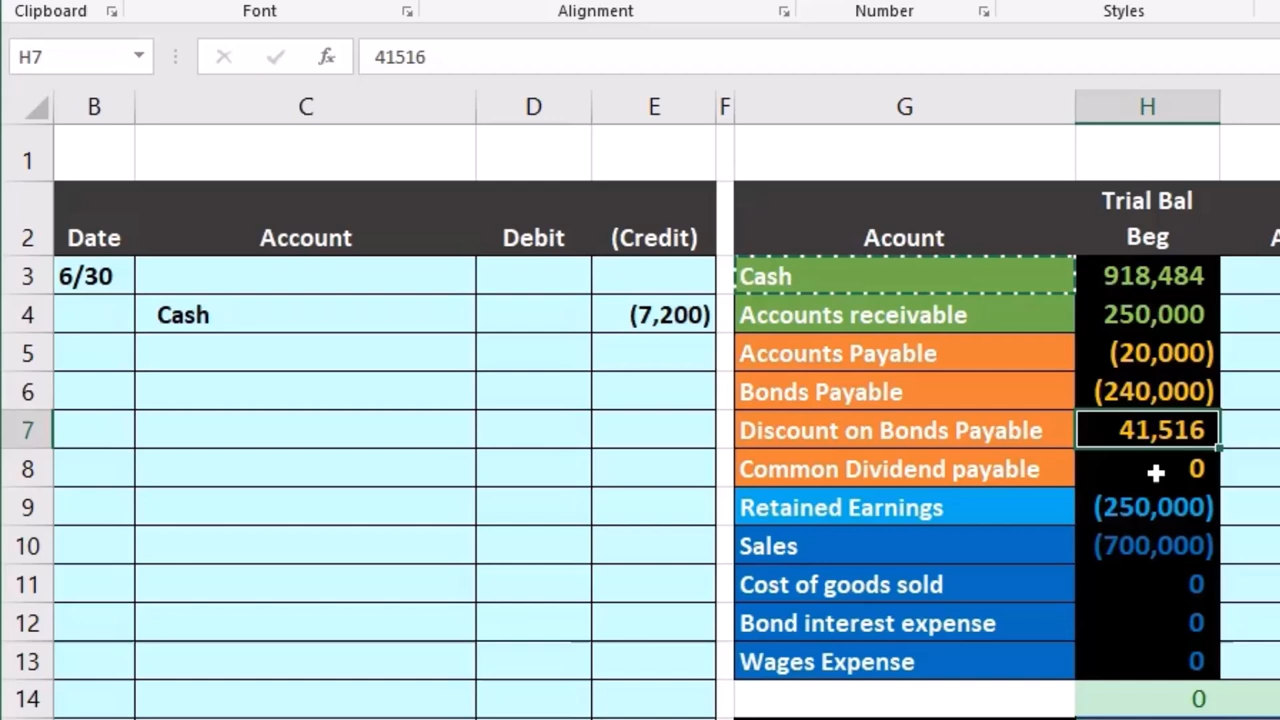 Clipboard Font Alignment Number Styles
H7 fx 41516
B C D E F G H
1
Trial Bal
2 Date Account Debit (Credit) Acount Beg
3 6/30 Cash 918,484
4 Cash (7,200) Accounts receivable 250,000
5 Accounts Payable (20,000)
6 Bonds Payable (240,000)
7 Discount on Bonds Payable 41,516
8 Common Dividend payable 0
9 Retained Earnings (250,000)
10 Sales (700,000)
11 Cost of goods sold 0
12 Bond interest expense 0
13 Wages Expense 0
14 0